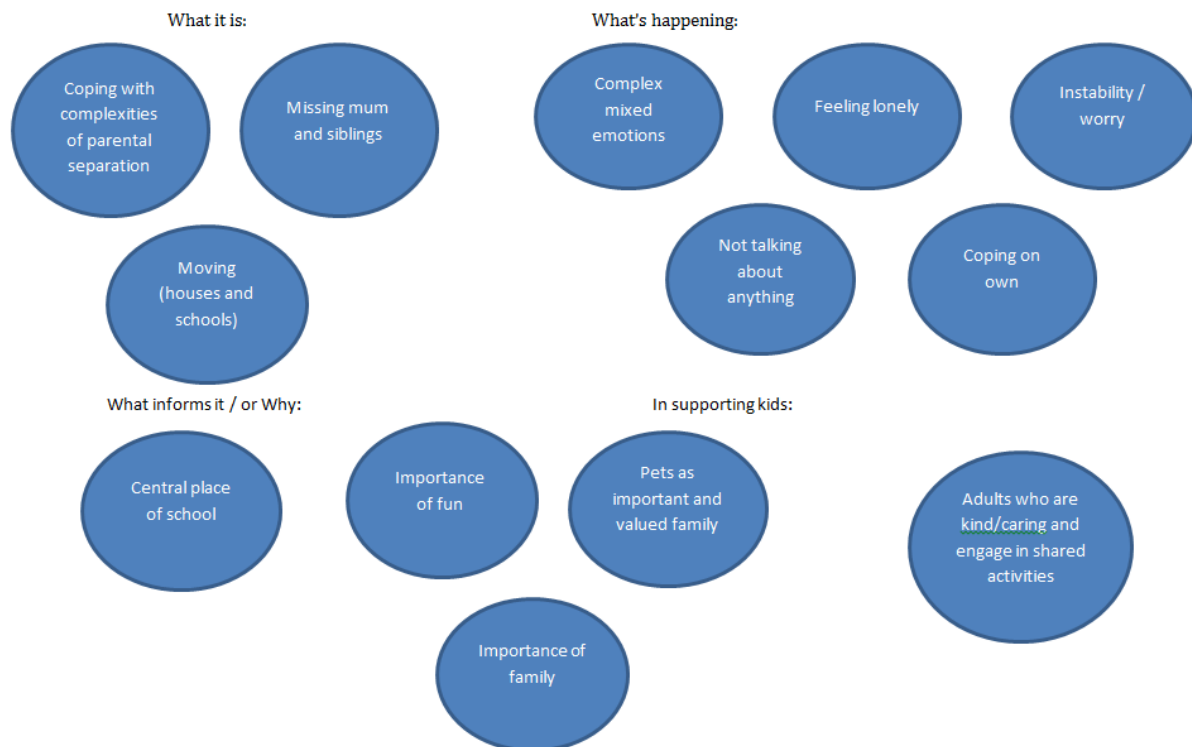 What it is:
What's happening:
Coping with
complexities
of parental
separation
Missing mum
and siblings
Complex
mixed
emotions
Feeling lonely
Instability /
worry
Moving
(houses and
schools)
Not talking
about
anything
Coping on
own
What informs it / or Why:
In supporting kids:
Central place
of school
Importance
of fun
Pets as
important and
valued family
Adults who are
kind/caring and
engage in shared
activities
Importance of
family